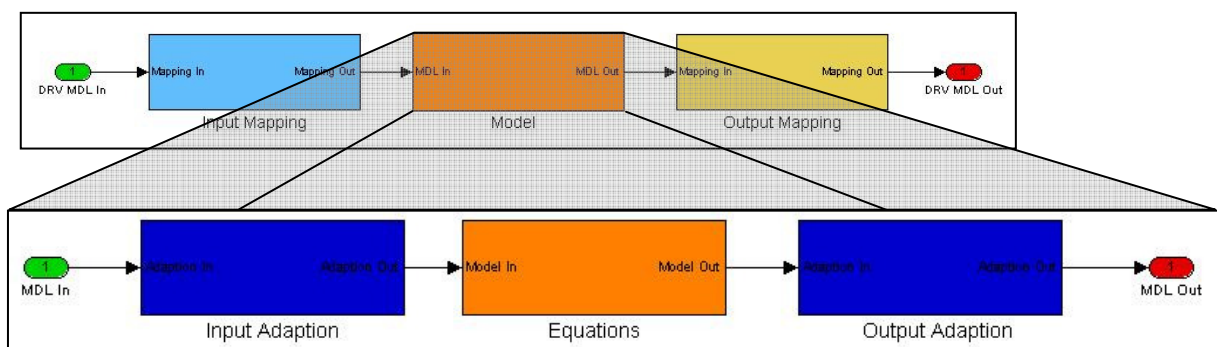 1
DRV MDL In
Mapping In
Mapping Out
Input Mapping
MDL In
MDL Out
Model
Mapping In
Mapping Out
Output Mapping
1
DRV MDL Out
1
MDL In
Adaption In
Adaption Out
Input Adaption
Model In
Model Out
Equations
Adaption In
Adaption Out
Output Adaption
1
MDL Out